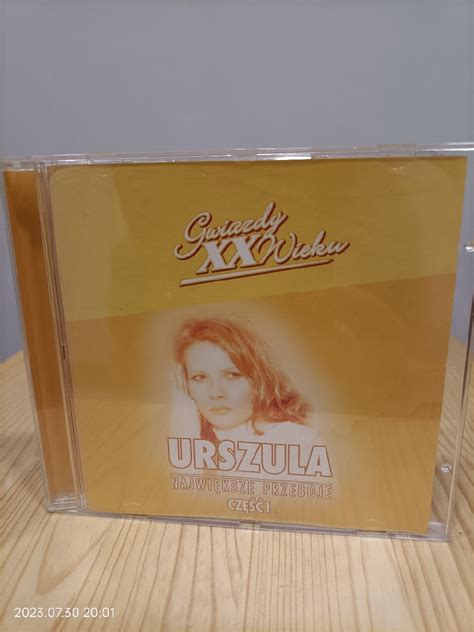 Gwiazdy
XX Wieku
URSZULA
NAJWIĘKSZE PRZEBOJE
CZĘŚĆ 1
2023.07.30 20:01